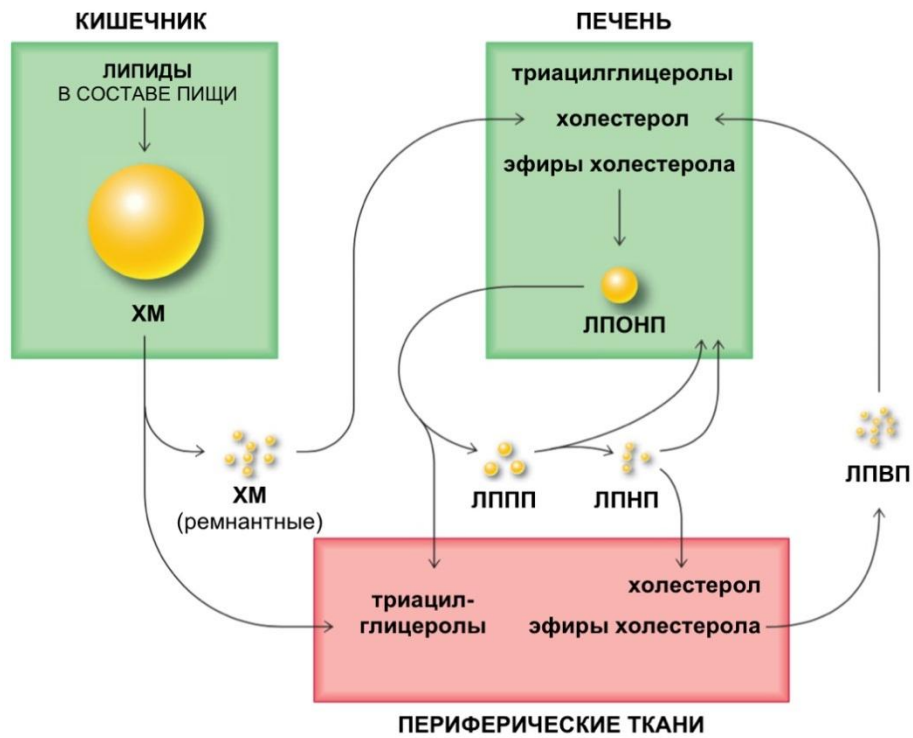 КИШЕЧНИК
ЛИПИДЫ
В СОСТАВЕ ПИЩИ
ХМ
ПЕЧЕНЬ
триацилглицеролы
холестерол
эфиры холестерола
ЛПОНП
ХМ
(ремнантные)
ЛППП
ЛПНП
ЛПВП
триацил-
глицеролы
холестерол
эфиры холестерола
ПЕРИФЕРИЧЕСКИЕ ТКАНИ